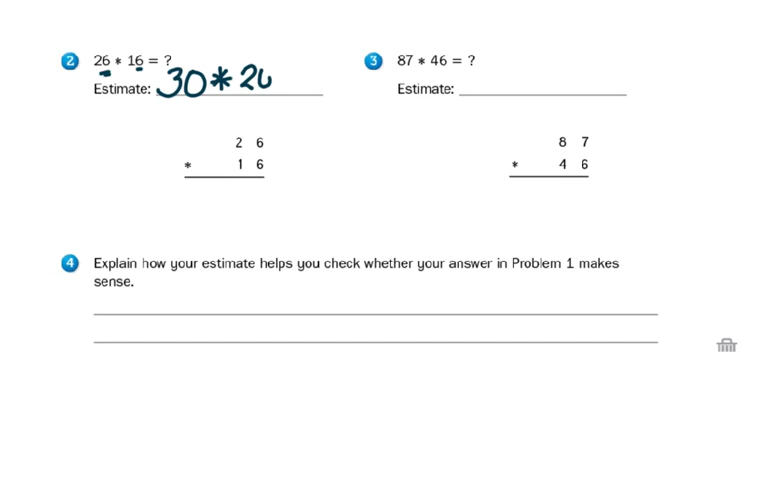 2 26 * 16 = ?
Estimate: 30 * 20
2 6
* 1 6
3 87 * 46 = ?
Estimate:
8 7
* 4 6
4 Explain how your estimate helps you check whether your answer in Problem 1 makes
sense.